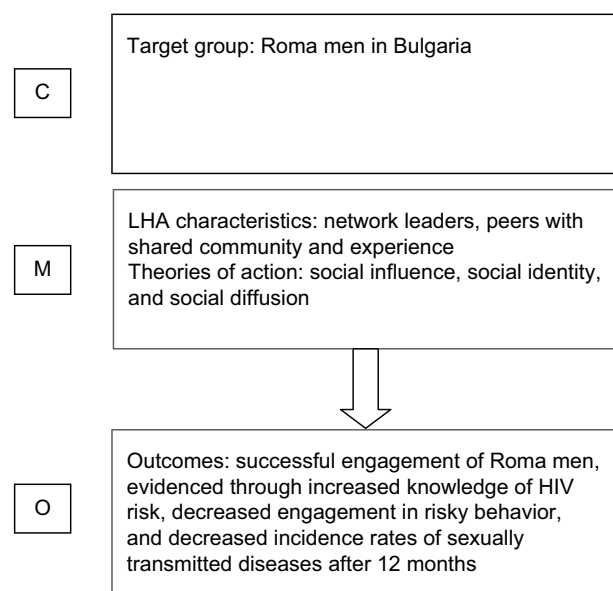 C
Target group: Roma men in Bulgaria
M
LHA characteristics: network leaders, peers with
shared community and experience
Theories of action: social influence, social identity,
and social diffusion
O
Outcomes: successful engagement of Roma men,
evidenced through increased knowledge of HIV
risk, decreased engagement in risky behavior,
and decreased incidence rates of sexually
transmitted diseases after 12 months